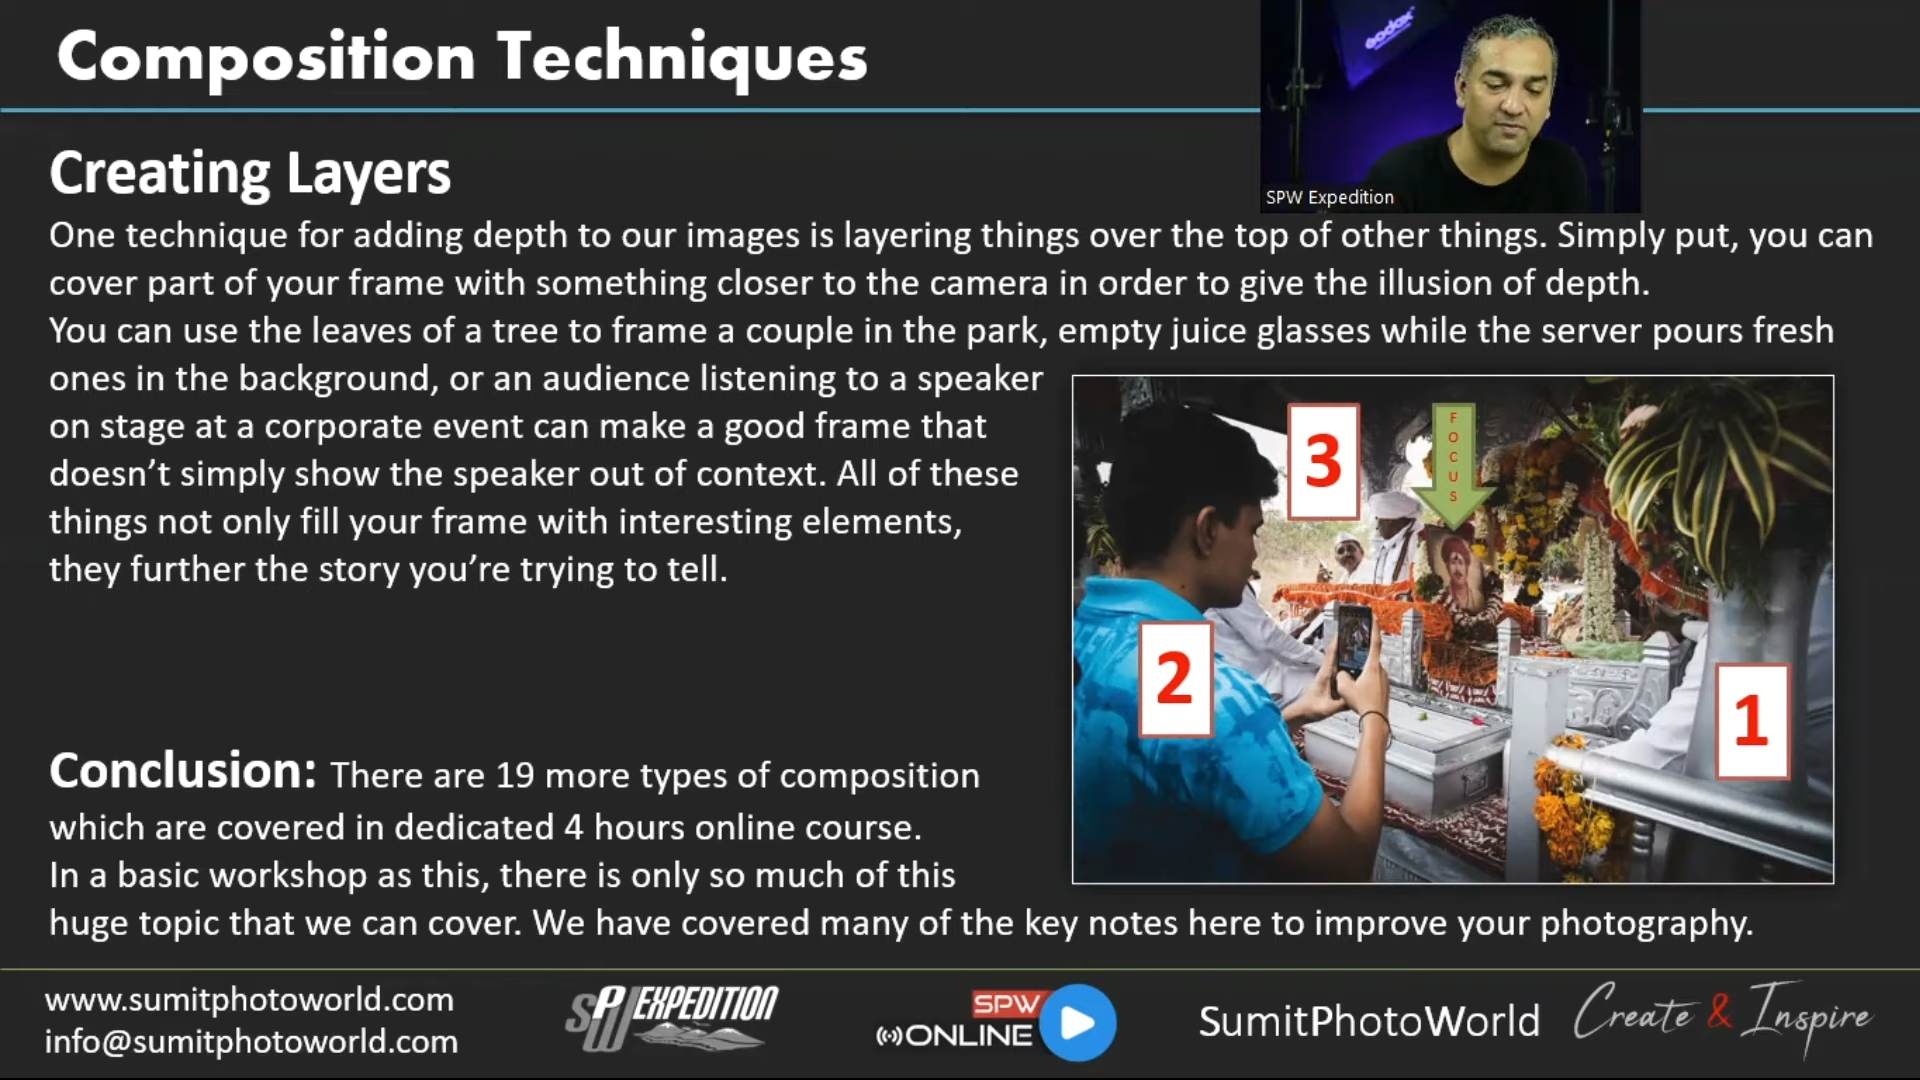 Composition Techniques
Godox
SPW Expedition
Creating Layers
One technique for adding depth to our images is layering things over the top of other things. Simply put, you can
cover part of your frame with something closer to the camera in order to give the illusion of depth.
You can use the leaves of a tree to frame a couple in the park, empty juice glasses while the server pours fresh
ones in the background, or an audience listening to a speaker
on stage at a corporate event can make a good frame that
doesn’t simply show the speaker out of context. All of these
things not only fill your frame with interesting elements,
they further the story you’re trying to tell.
3
FOCUS
2
1
Conclusion: There are 19 more types of composition
which are covered in dedicated 4 hours online course.
In a basic workshop as this, there is only so much of this
huge topic that we can cover. We have covered many of the key notes here to improve your photography.
www.sumitphotoworld.com
info@sumitphotoworld.com
SPW EXPEDITION
SPW
ONLINE
SumitPhotoWorld
Create & Inspire